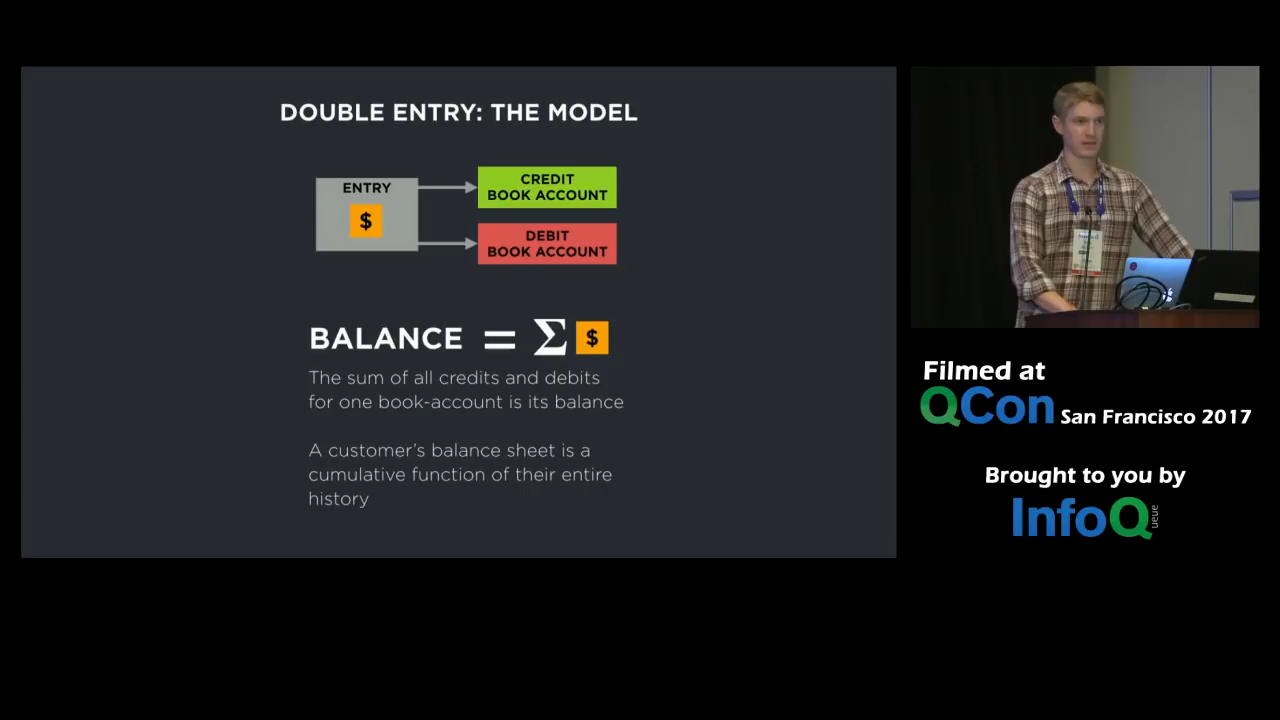 DOUBLE ENTRY: THE MODEL
ENTRY
$
CREDIT
BOOK ACCOUNT
DEBIT
BOOK ACCOUNT
BALANCE = Σ $
The sum of all credits and debits
for one book-account is its balance
A customer's balance sheet is a
cumulative function of their entire
history
Filmed at
QCon San Francisco 2017
Brought to you by
InfoQueue